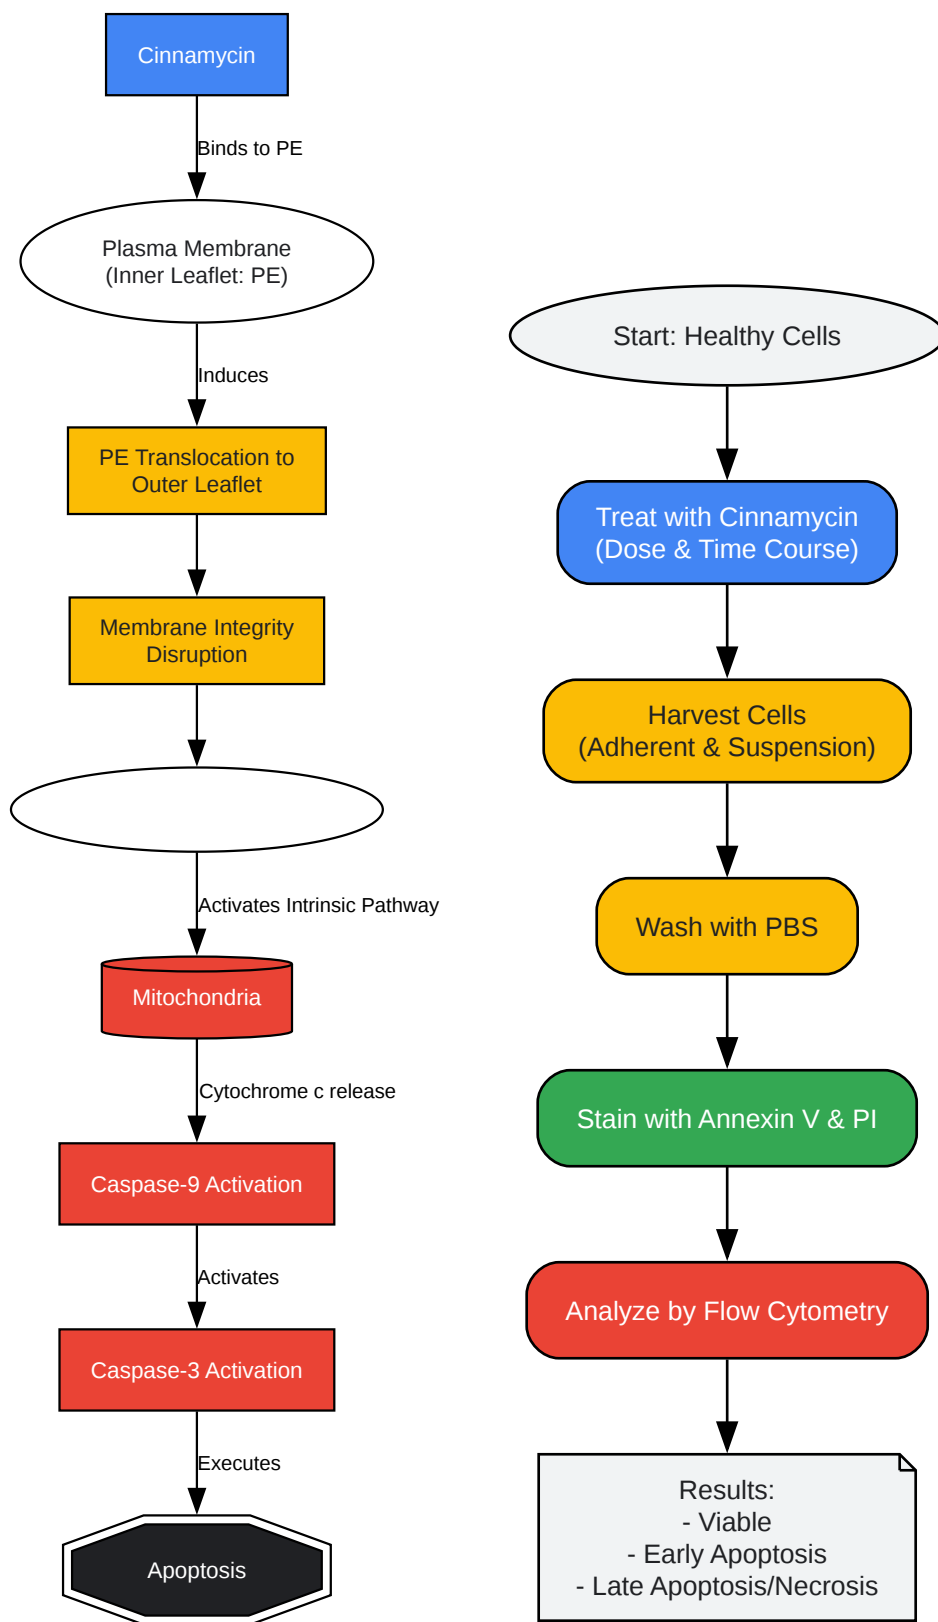 Cinnamycin
Binds to PE
Plasma Membrane
(Inner Leaflet: PE)
Induces
PE Translocation to
Outer Leaflet
Membrane Integrity
Disruption
Activates Intrinsic Pathway
Mitochondria
Cytochrome c release
Caspase-9 Activation
Activates
Caspase-3 Activation
Executes
Apoptosis
Start: Healthy Cells
Treat with Cinnamycin
(Dose & Time Course)
Harvest Cells
(Adherent & Suspension)
Wash with PBS
Stain with Annexin V & PI
Analyze by Flow Cytometry
Results:
- Viable
- Early Apoptosis
- Late Apoptosis/Necrosis